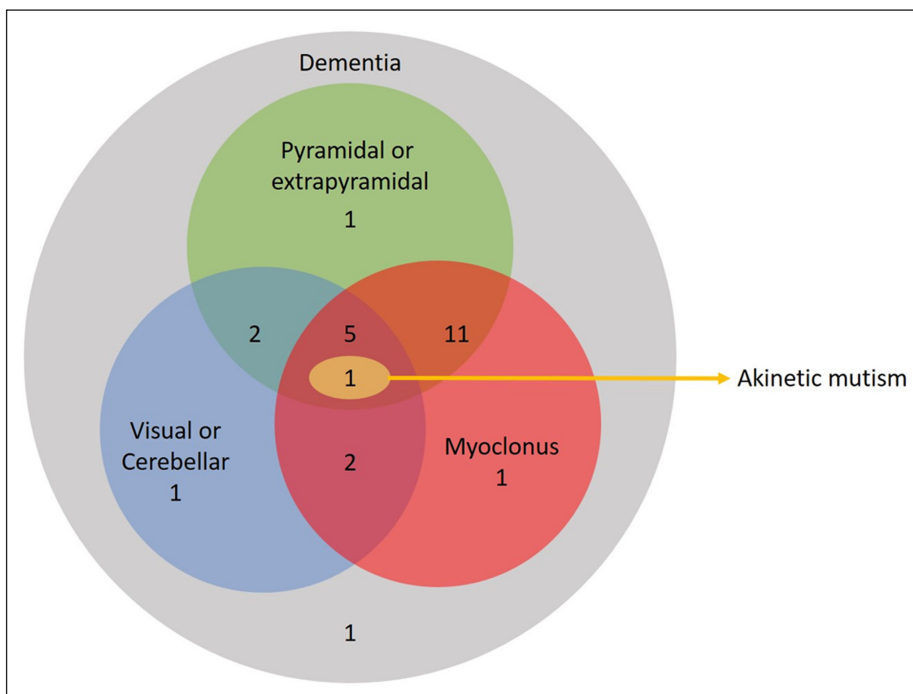 Dementia
Pyramidal or
extrapyramidal
1
2
5
11
1
Akinetic mutism
Visual or
Cerebellar
1
2
Myoclonus
1
1